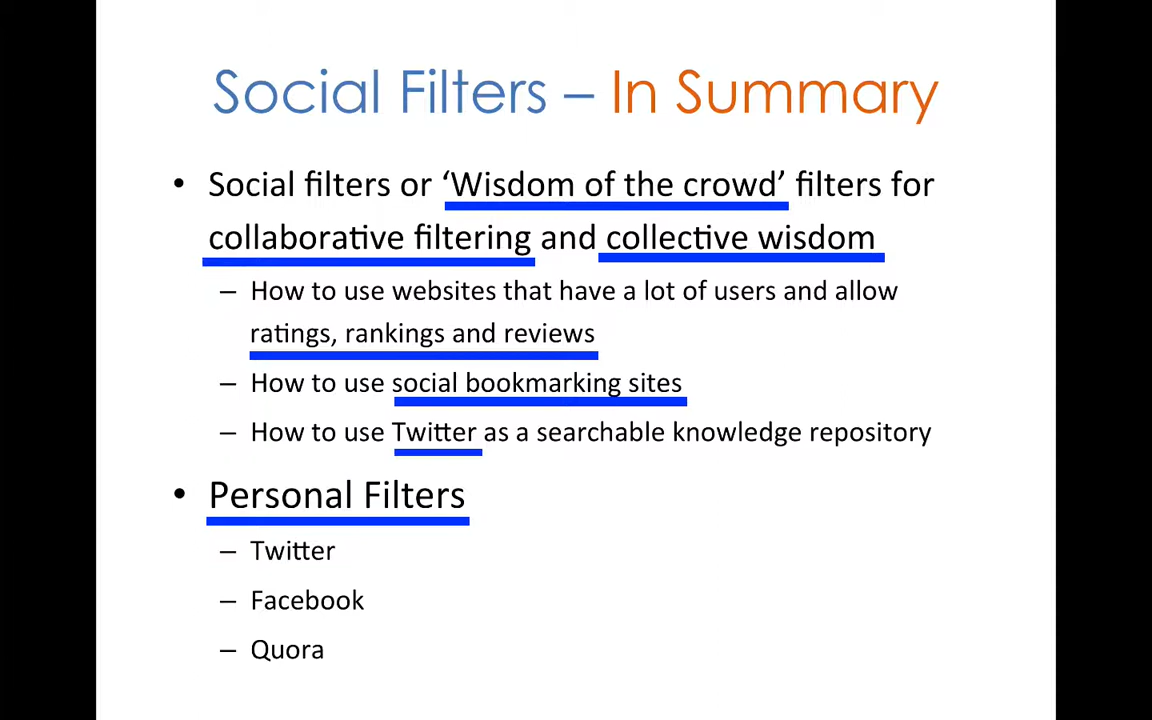 Social Filters – In Summary
• Social filters or ‘Wisdom of the crowd’ filters for
collaborative filtering and collective wisdom
– How to use websites that have a lot of users and allow
ratings, rankings and reviews
– How to use social bookmarking sites
– How to use Twitter as a searchable knowledge repository
• Personal Filters
– Twitter
– Facebook
– Quora